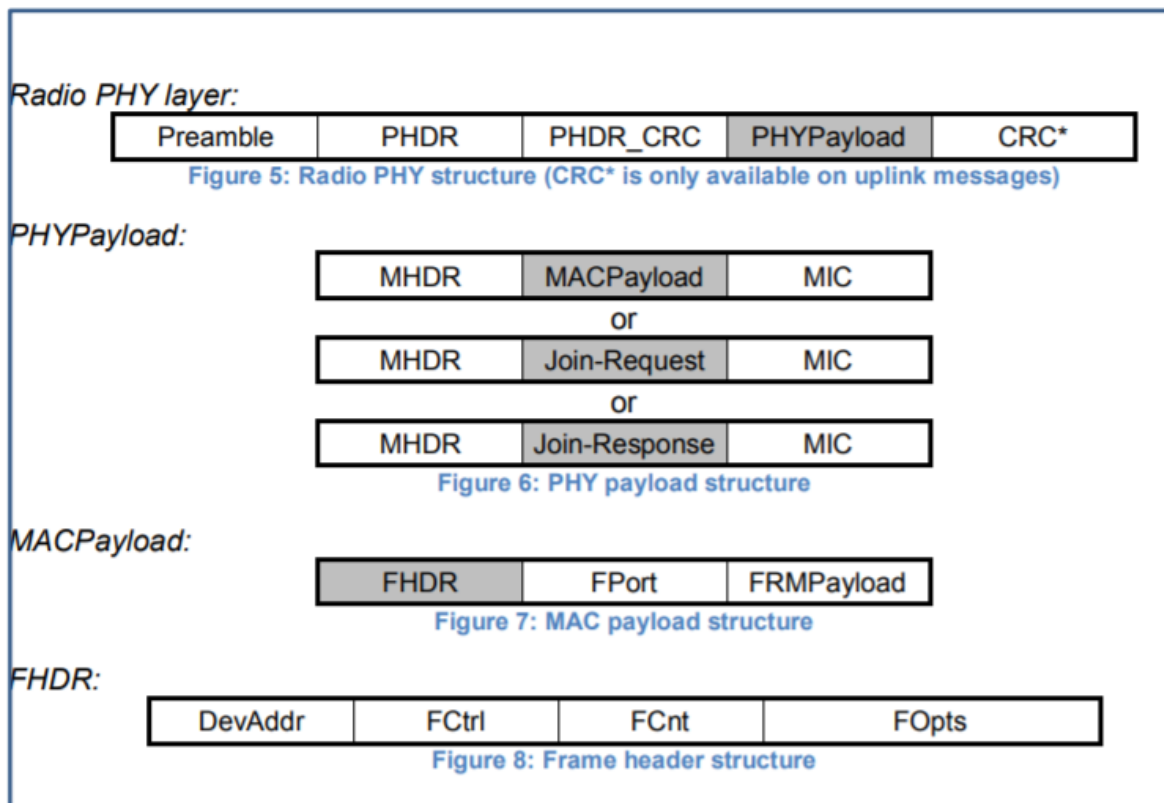 Radio PHY layer:
Preamble PHDR PHDR_CRC PHYPayload CRC*
Figure 5: Radio PHY structure (CRC* is only available on uplink messages)
PHYPayload:
MHDR MACPayload MIC
or
MHDR Join-Request MIC
or
MHDR Join-Response MIC
Figure 6: PHY payload structure
MACPayload:
FHDR FPort FRMPayload
Figure 7: MAC payload structure
FHDR:
DevAddr FCtrl FCnt FOpts
Figure 8: Frame header structure